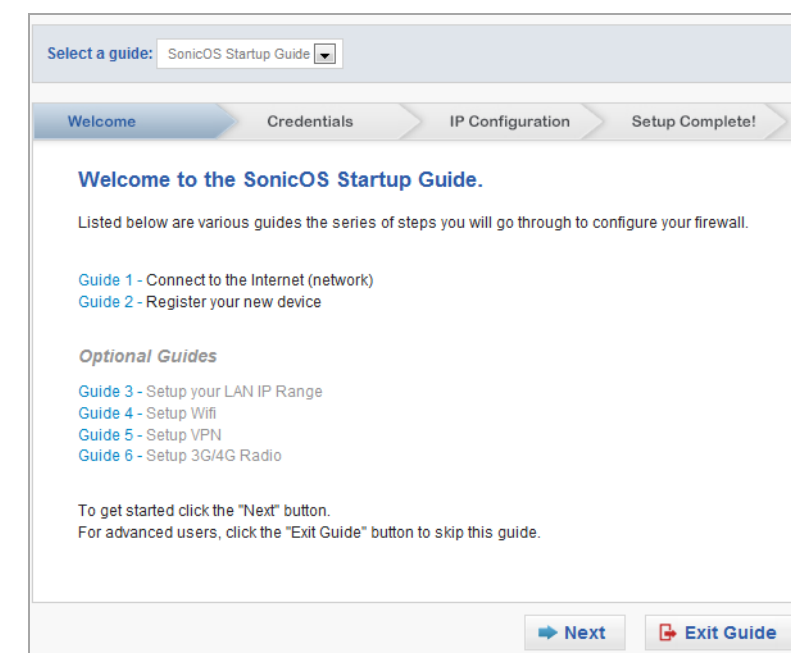 Select a guide: SonicOS Startup Guide
Welcome Credentials IP Configuration Setup Complete!
Welcome to the SonicOS Startup Guide.
Listed below are various guides the series of steps you will go through to configure your firewall.
Guide 1 - Connect to the Internet (network)
Guide 2 - Register your new device
Optional Guides
Guide 3 - Setup your LAN IP Range
Guide 4 - Setup Wifi
Guide 5 - Setup VPN
Guide 6 - Setup 3G/4G Radio
To get started click the "Next" button.
For advanced users, click the "Exit Guide" button to skip this guide.
Next Exit Guide